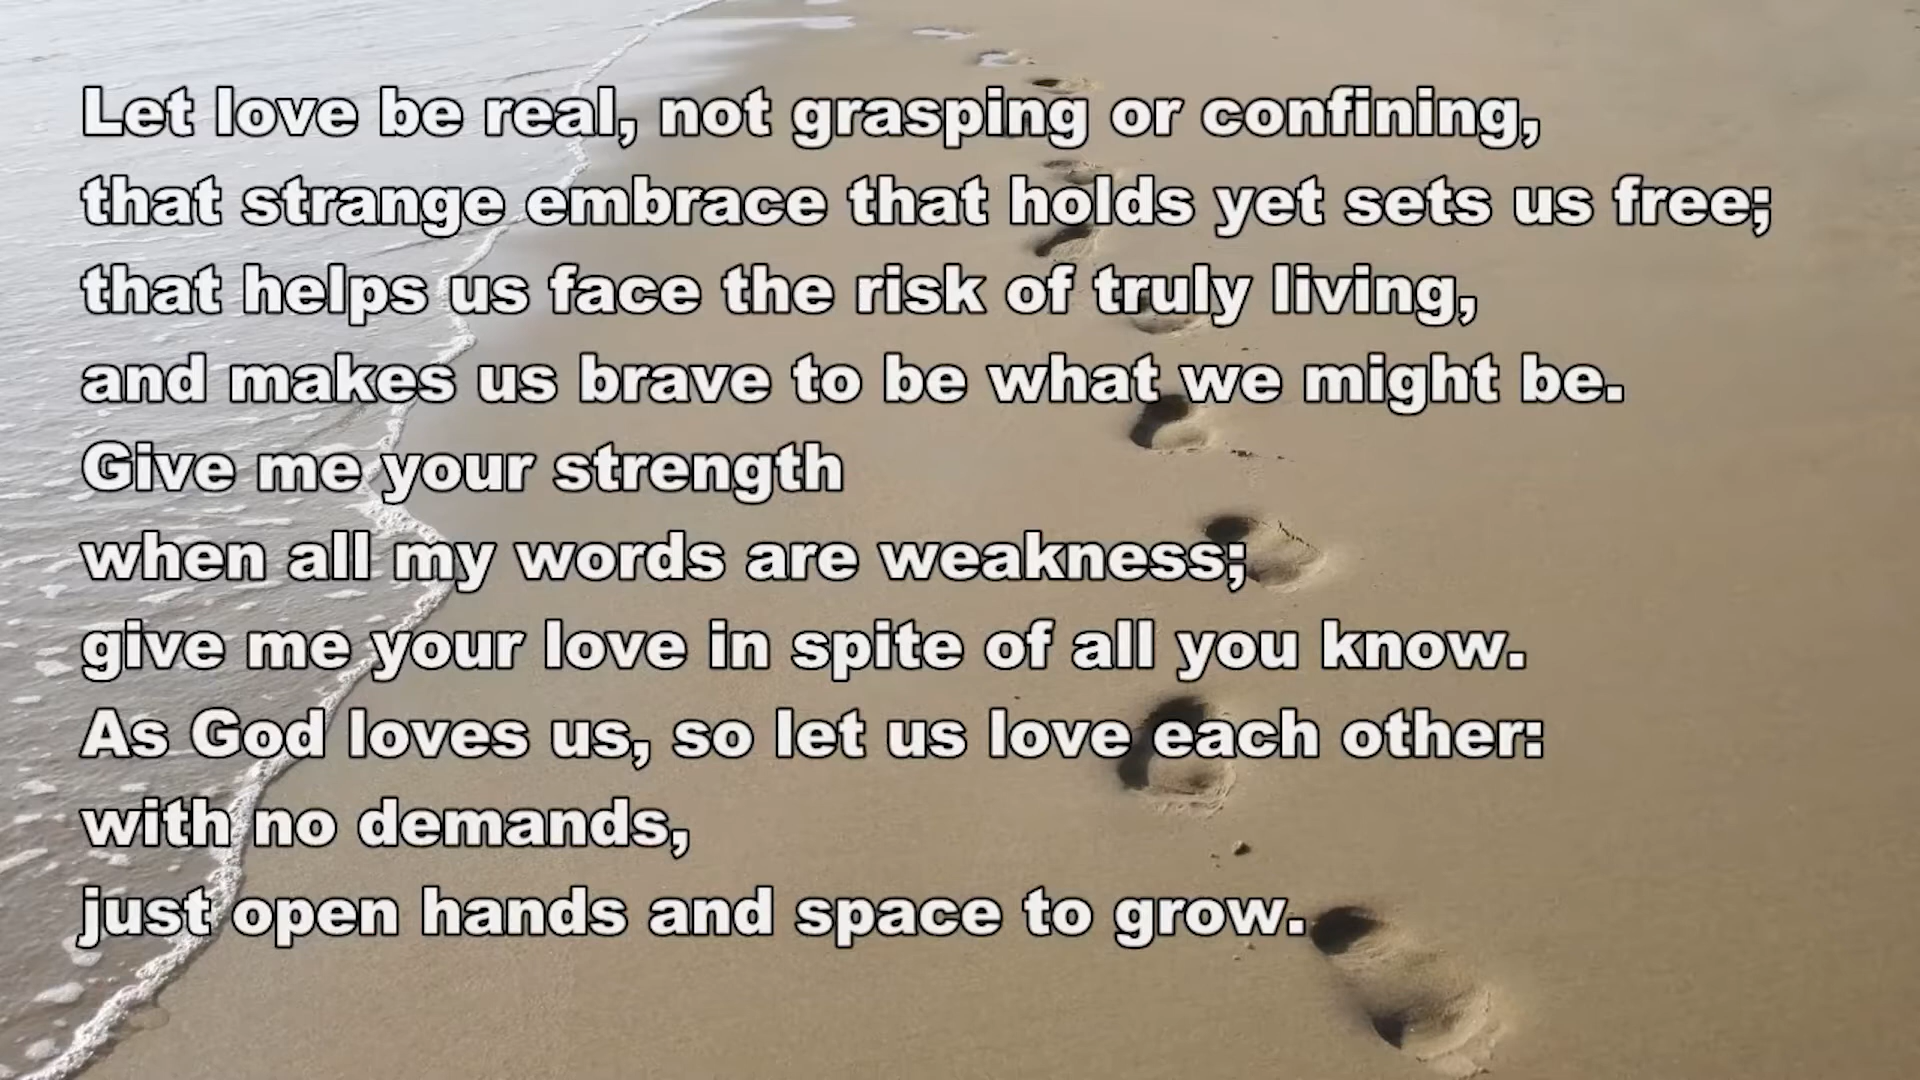 Let love be real, not grasping or confining,
that strange embrace that holds yet sets us free;
that helps us face the risk of truly living,
and makes us brave to be what we might be.
Give me your strength
when all my words are weakness;
give me your love in spite of all you know.
As God loves us, so let us love each other:
with no demands,
just open hands and space to grow.